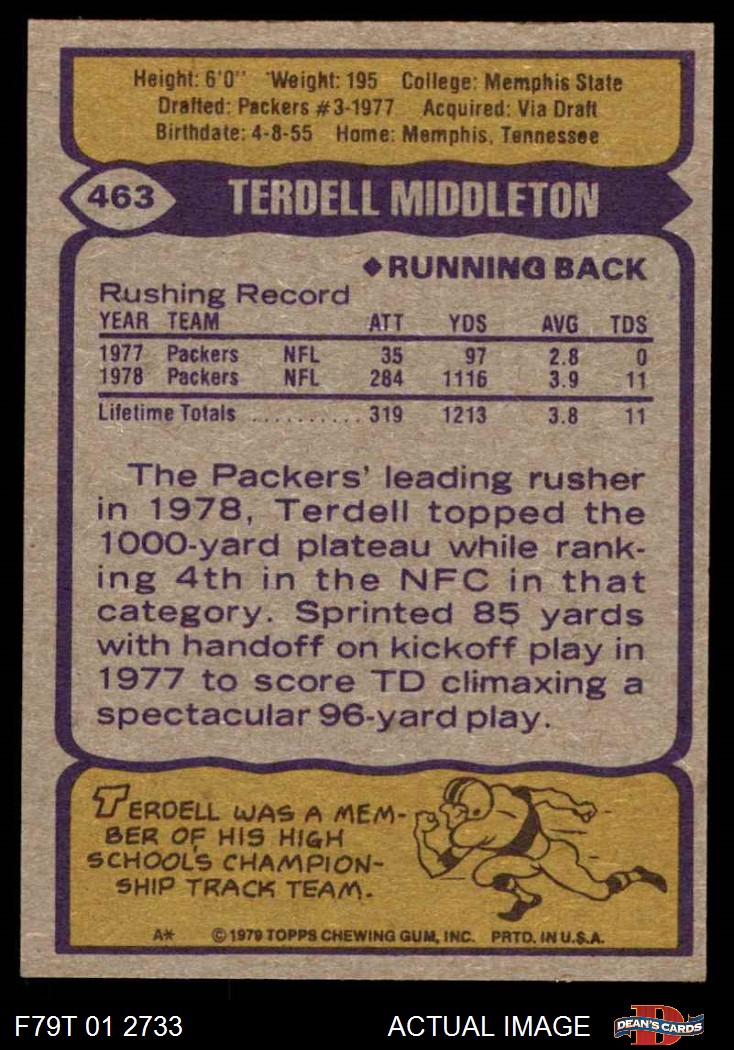 Height: 6'0" Weight: 195 College: Memphis State
Drafted: Packers #3-1977 Acquired: Via Draft
Birthdate: 4-8-55 Home: Memphis, Tennessee
463 TERDELL MIDDLETON
◆RUNNING BACK
Rushing Record
YEAR TEAM ATT YDS AVG TDS
1977 Packers NFL 35 97 2.8 0
1978 Packers NFL 284 1116 3.9 11
Lifetime Totals .......... 319 1213 3.8 11
The Packers' leading rusher
in 1978, Terdell topped the
1000-yard plateau while rank-
ing 4th in the NFC in that
category. Sprinted 85 yards
with handoff on kickoff play in
1977 to score TD climaxing a
spectacular 96-yard play.
TERDELL WAS A MEM-
BER OF HIS HIGH
SCHOOL'S CHAMPION-
SHIP TRACK TEAM.
A* ©1979 TOPPS CHEWING GUM, INC. PRTD. IN U.S.A.
F79T 01 2733 ACTUAL IMAGE D DEAN'S CARDS